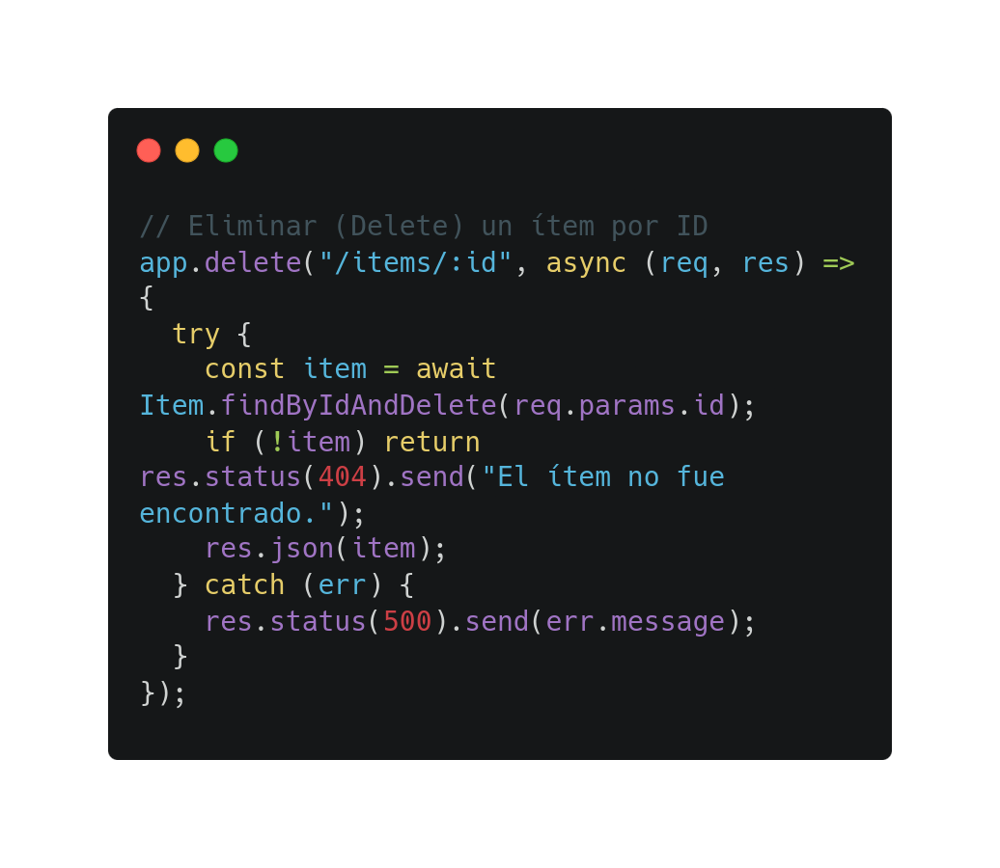 // Eliminar (Delete) un ítem por ID
app.delete("/items/:id", async (req, res) =>
{
  try {
    const item = await
Item.findByIdAndDelete(req.params.id);
    if (!item) return
res.status(404).send("El ítem no fue
encontrado.");
    res.json(item);
  } catch (err) {
    res.status(500).send(err.message);
  }
});